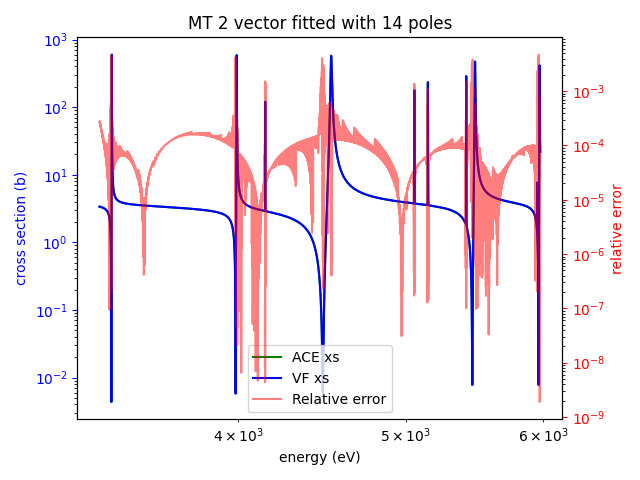 MT 2 vector fitted with 14 poles
10³
10²
10¹
10⁰
10⁻¹
10⁻²
cross section (b)
10⁻³
10⁻⁴
10⁻⁵
10⁻⁶
10⁻⁷
10⁻⁸
10⁻⁹
relative error
ACE xs
VF xs
Relative error
4 × 10³
5 × 10³
6 × 10³
energy (eV)